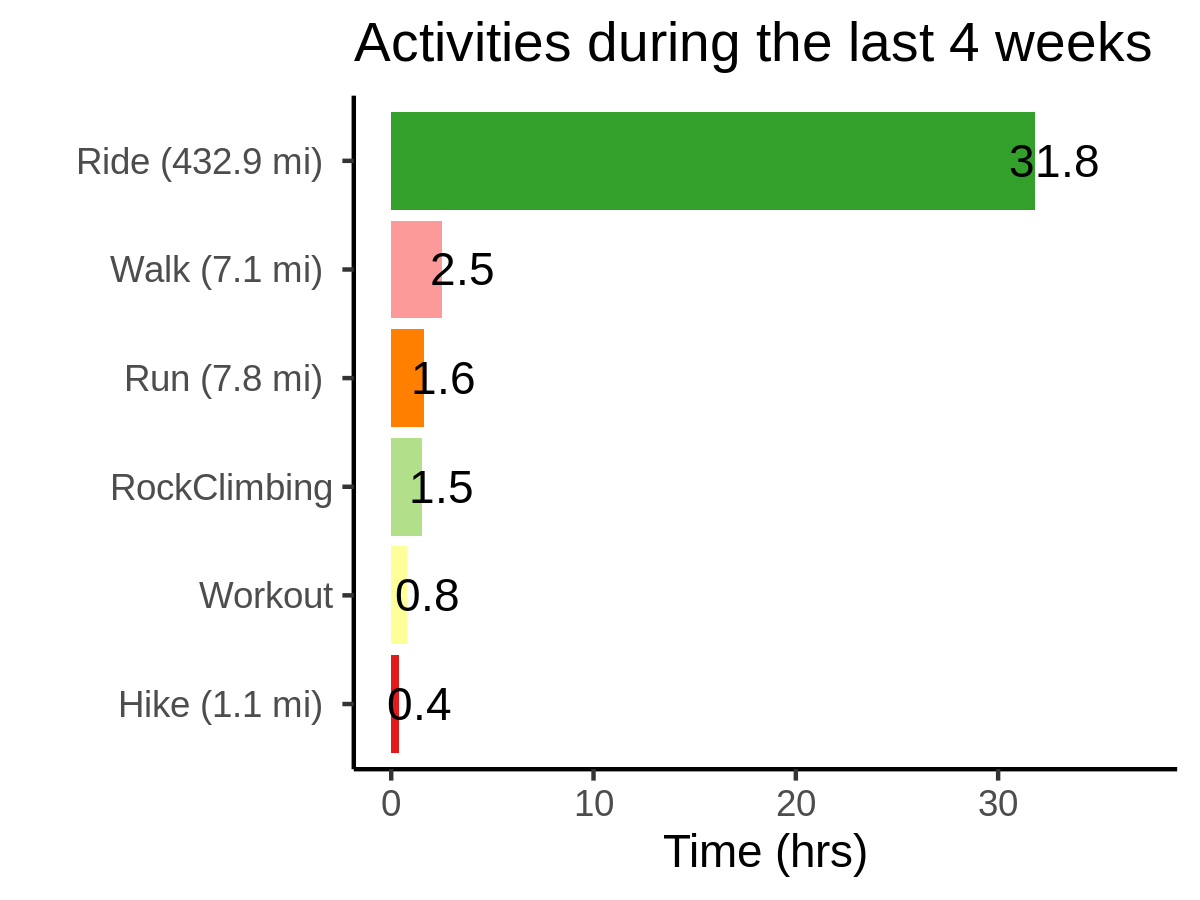 Activities during the last 4 weeks
Ride (432.9 mi) 31.8
Walk (7.1 mi) 2.5
Run (7.8 mi) 1.6
RockClimbing 1.5
Workout 0.8
Hike (1.1 mi) 0.4
0 10 20 30
Time (hrs)